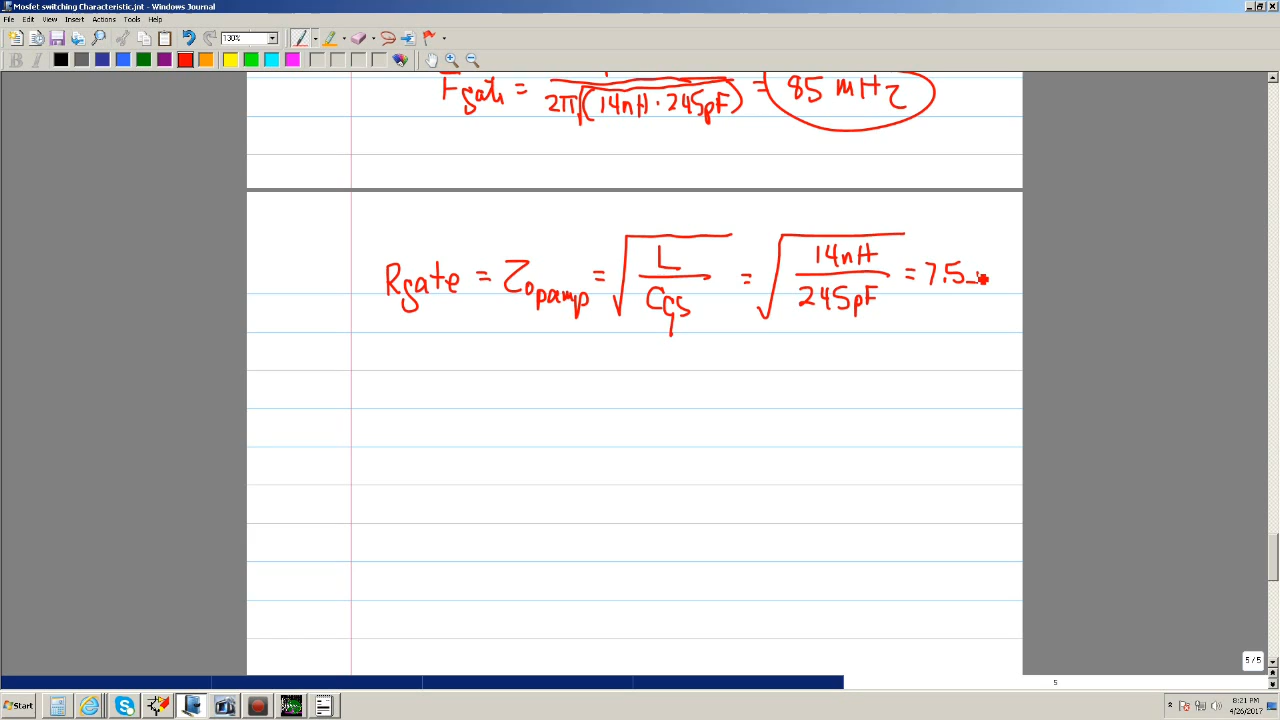 Mosfet switching Characteristic.jnt - Windows Journal
File Edit View Insert Actions Tools Help
130%
B I
Fgate = 2π√(14nH · 245pF) = 85 mHz
Rgate = Zopamp = √L/CGS = √14nH/245pF = 7.5
5 / 5
5
Start
8:21 PM
4/26/2017